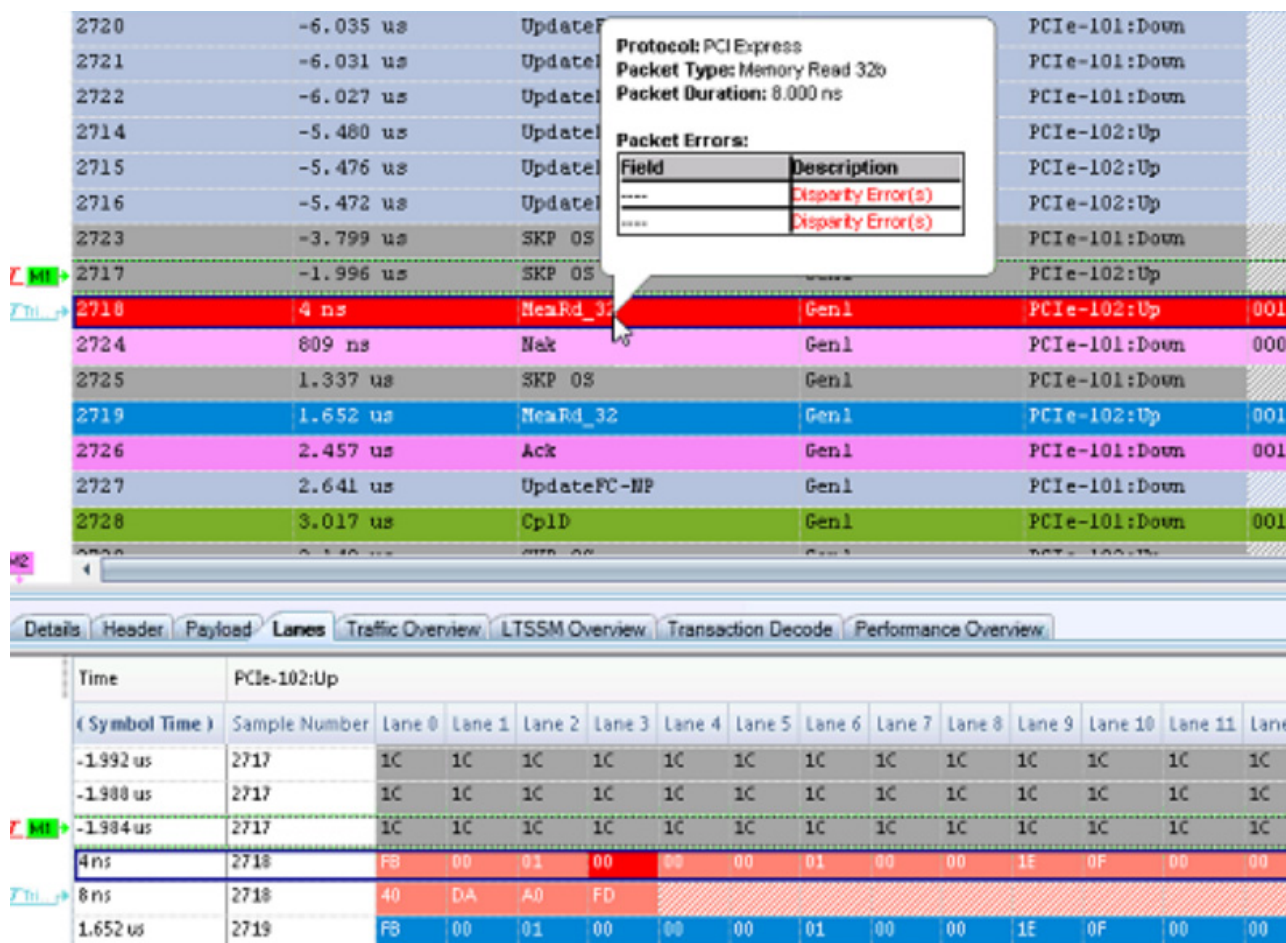 2720 -6.035 us Update PCIe-101:Down
2721 -6.031 us Update PCIe-101:Down
2722 -6.027 us Update PCIe-101:Down
2714 -5.480 us Update PCIe-102:Up
2715 -5.476 us Update PCIe-102:Up
2716 -5.472 us Update PCIe-102:Up
2723 -3.799 us SKP OS PCIe-101:Down
M1 2717 -1.996 us SKP OS PCIe-102:Up
Tri... 2718 4 ns MemRd_32 Gen1 PCIe-102:Up 001
2724 809 ns Nak Gen1 PCIe-101:Down 000
2725 1.337 us SKP OS Gen1 PCIe-101:Down
2719 1.652 us MemRd_32 Gen1 PCIe-102:Up 001
2726 2.457 us Ack Gen1 PCIe-101:Down 001
2727 2.641 us UpdateFC-NP Gen1 PCIe-101:Down
2728 3.017 us CplD Gen1 PCIe-101:Down 001
Protocol: PCI Express
Packet Type: Memory Read 32b
Packet Duration: 8.000 ns
Packet Errors:
Field Description
---- Disparity Error(s)
---- Disparity Error(s)
M2
Details Header Payload Lanes Traffic Overview LTSSM Overview Transaction Decode Performance Overview
Time PCIe-102:Up
( Symbol Time ) Sample Number Lane 0 Lane 1 Lane 2 Lane 3 Lane 4 Lane 5 Lane 6 Lane 7 Lane 8 Lane 9 Lane 10 Lane 11 Lane
-1.992 us 2717 1C 1C 1C 1C 1C 1C 1C 1C 1C 1C 1C 1C 1C
-1.988 us 2717 1C 1C 1C 1C 1C 1C 1C 1C 1C 1C 1C 1C 1C
M1 -1.984 us 2717 1C 1C 1C 1C 1C 1C 1C 1C 1C 1C 1C 1C 1C
4 ns 2718 FB 00 01 00 00 00 01 00 00 1E 0F 00 00
Tri... 8 ns 2718 40 DA A0 FD
1.652 us 2719 FB 00 01 00 00 00 01 00 00 1E 0F 00 00